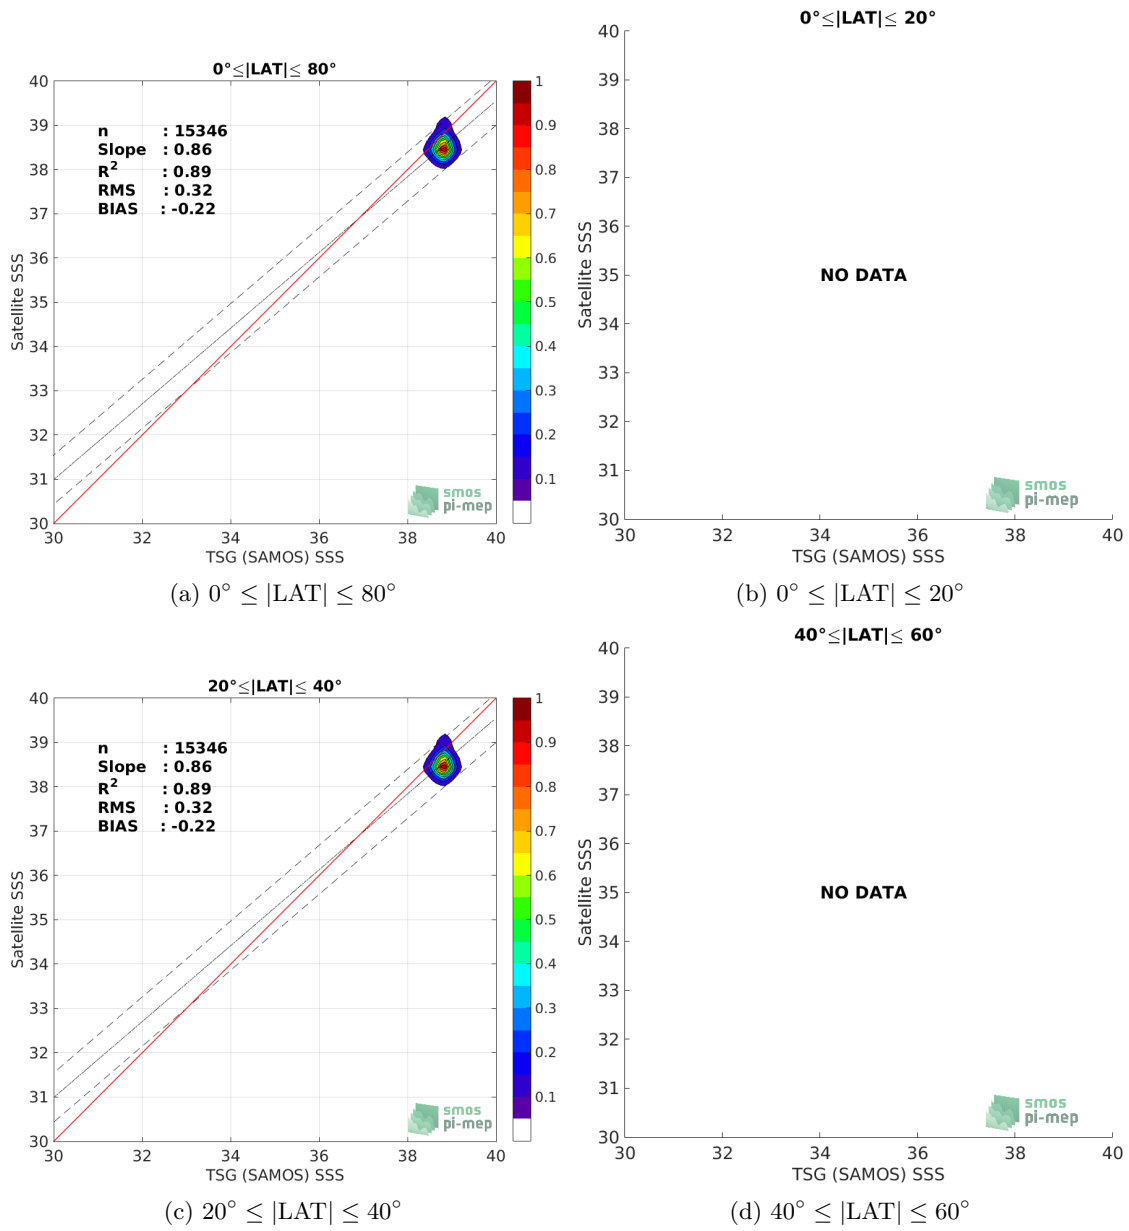 0°≤|LAT|≤ 80°
40
39
38
37
36
35
34
33
32
31
30
Satellite SSS
n : 15346
Slope : 0.86
R2 : 0.89
RMS : 0.32
BIAS : -0.22
1
0.9
0.8
0.7
0.6
0.5
0.4
0.3
0.2
0.1
smos
pi-mep
30 32 34 36 38 40
TSG (SAMOS) SSS
(a) 0° ≤ |LAT| ≤ 80°
0°≤|LAT|≤ 20°
40
39
38
37
36
35
34
33
32
31
30
Satellite SSS
NO DATA
smos
pi-mep
30 32 34 36 38 40
TSG (SAMOS) SSS
(b) 0° ≤ |LAT| ≤ 20°
20°≤|LAT|≤ 40°
40
39
38
37
36
35
34
33
32
31
30
Satellite SSS
n : 15346
Slope : 0.86
R2 : 0.89
RMS : 0.32
BIAS : -0.22
1
0.9
0.8
0.7
0.6
0.5
0.4
0.3
0.2
0.1
smos
pi-mep
30 32 34 36 38 40
TSG (SAMOS) SSS
(c) 20° ≤ |LAT| ≤ 40°
40°≤|LAT|≤ 60°
40
39
38
37
36
35
34
33
32
31
30
Satellite SSS
NO DATA
smos
pi-mep
30 32 34 36 38 40
TSG (SAMOS) SSS
(d) 40° ≤ |LAT| ≤ 60°